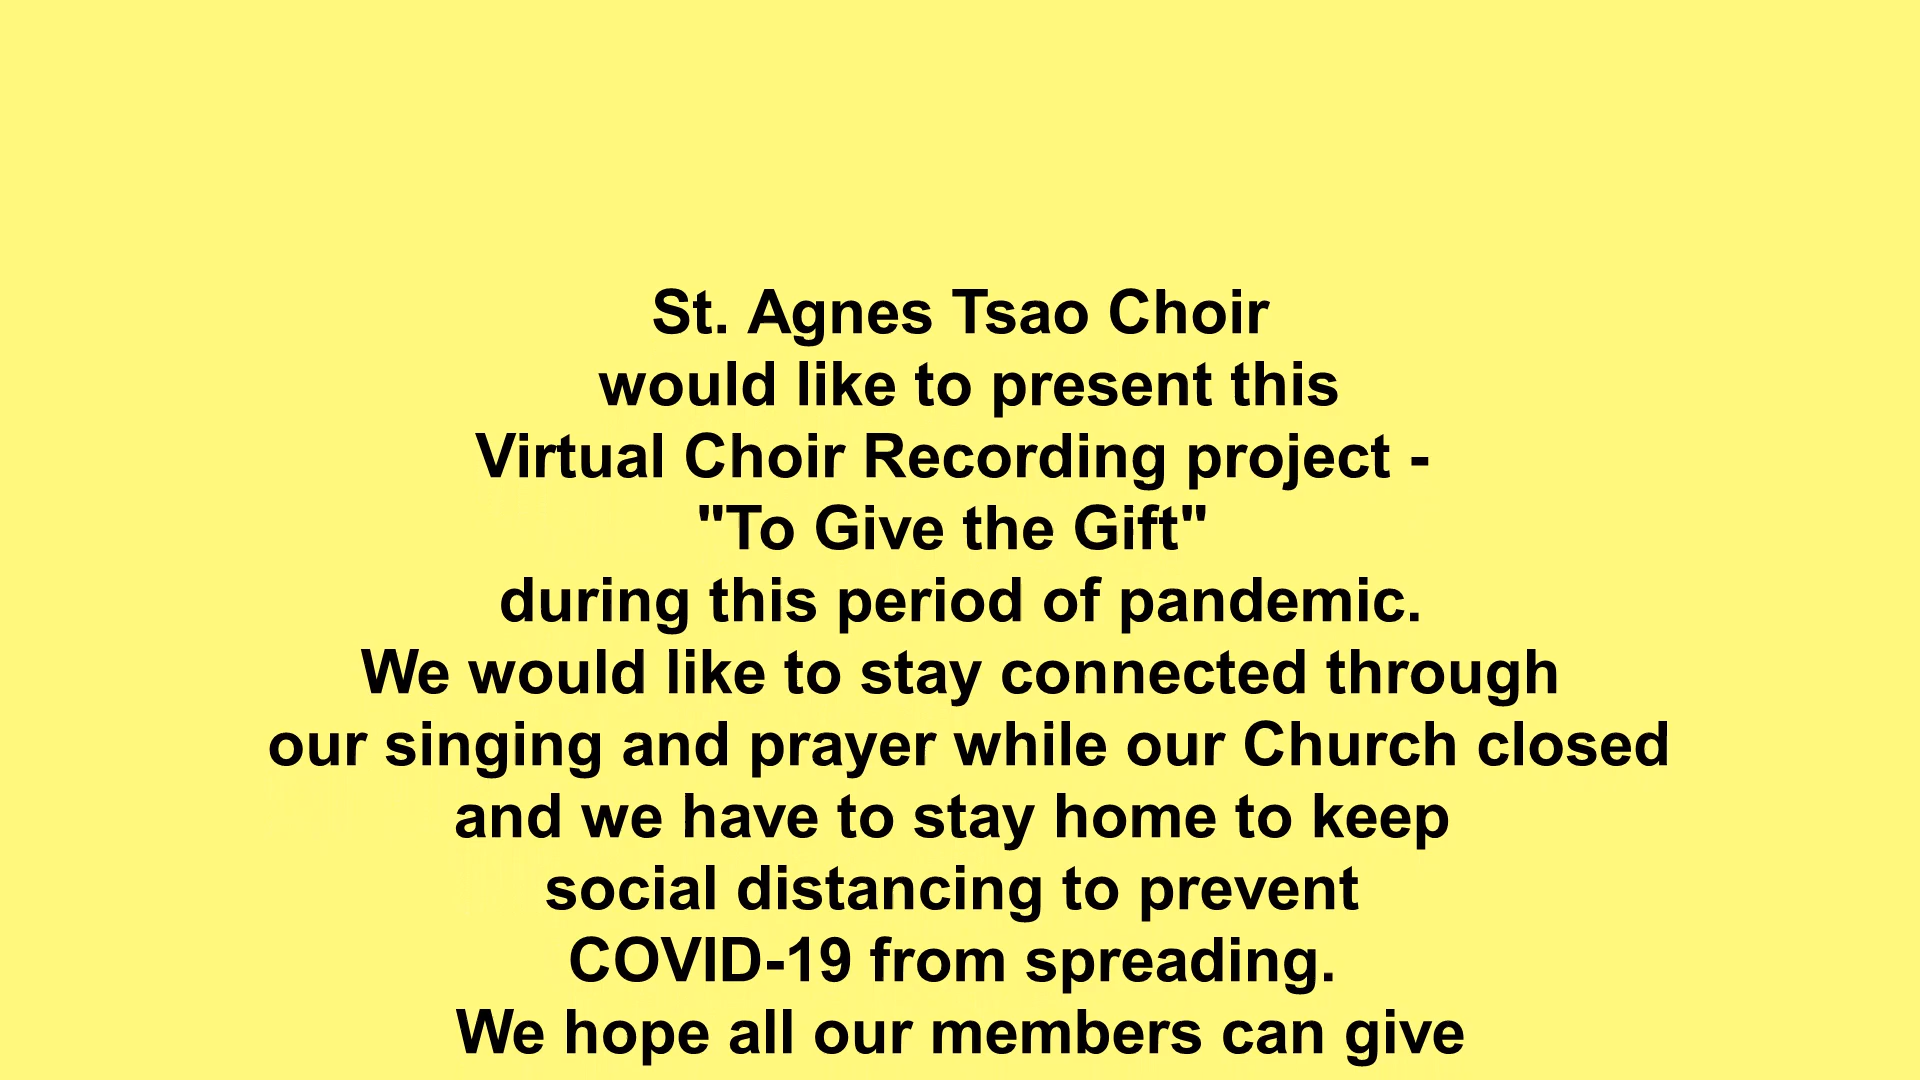 St. Agnes Tsao Choir
would like to present this
Virtual Choir Recording project -
"To Give the Gift"
during this period of pandemic.
We would like to stay connected through
our singing and prayer while our Church closed
and we have to stay home to keep
social distancing to prevent
COVID-19 from spreading.
We hope all our members can give